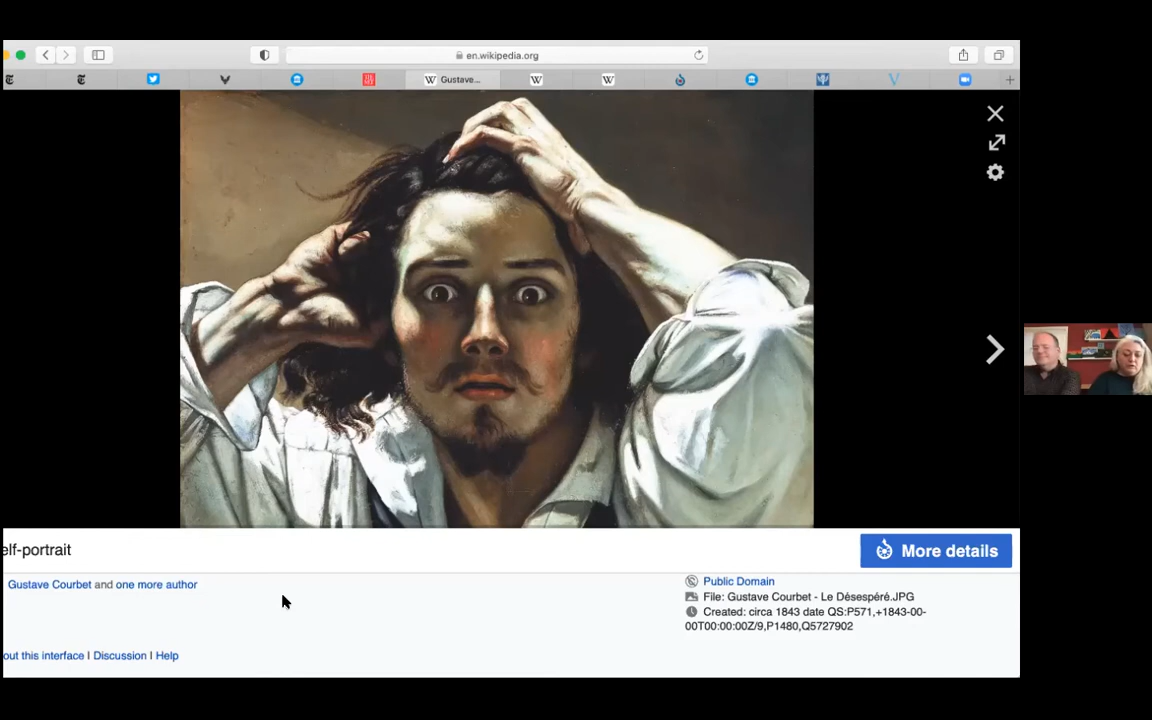 en.wikipedia.org
Gustave...
elf-portrait
More details
Gustave Courbet and one more author
Public Domain
File: Gustave Courbet - Le Désespéré.JPG
Created: circa 1843 date QS:P571,+1843-00-
00T00:00:00Z/9,P1480,Q5727902
out this interface | Discussion | Help